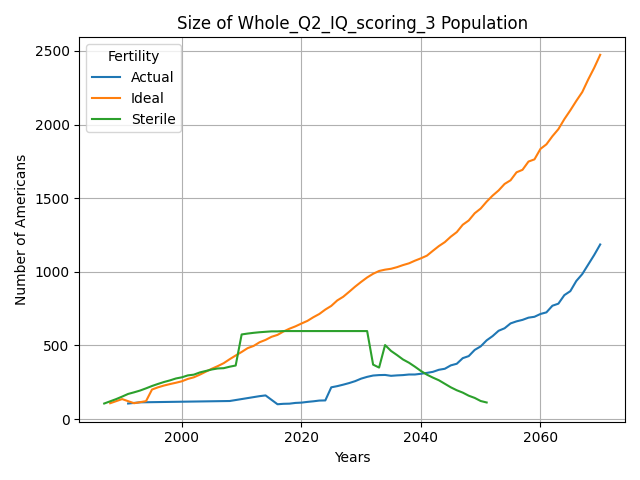 Size of Whole_Q2_IQ_scoring_3 Population
Fertility
Actual
Ideal
Sterile
Number of Americans
2500
2000
1500
1000
500
0
2000
2020
2040
2060
Years